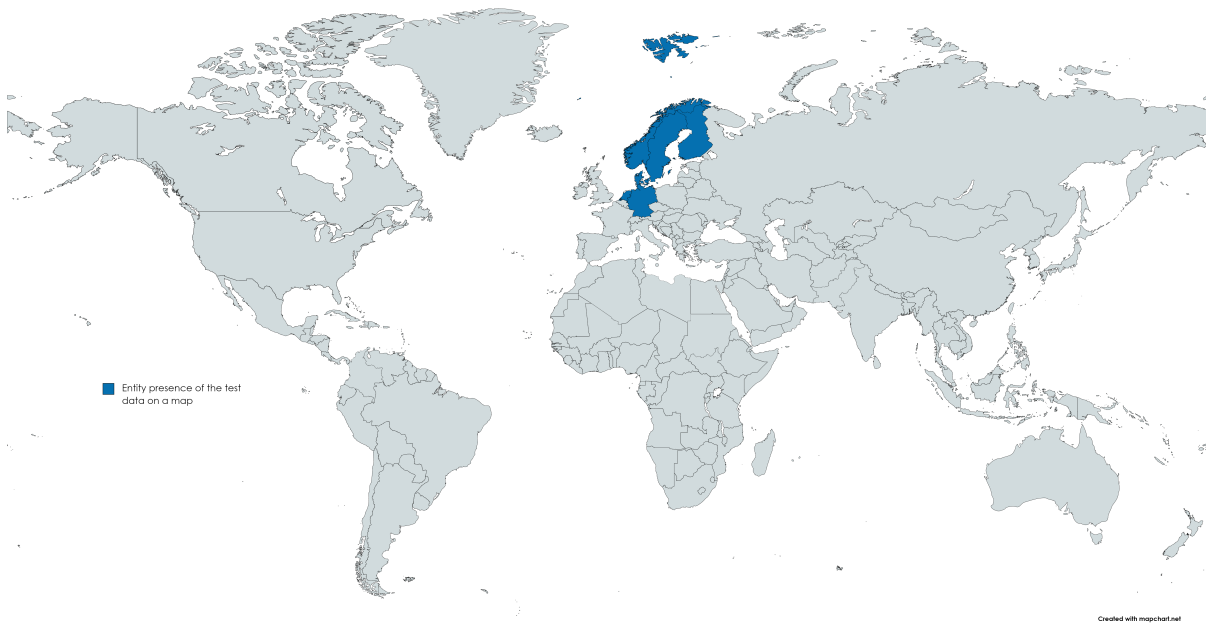 Entity presence of the test
data on a map
Created with mapchart.net